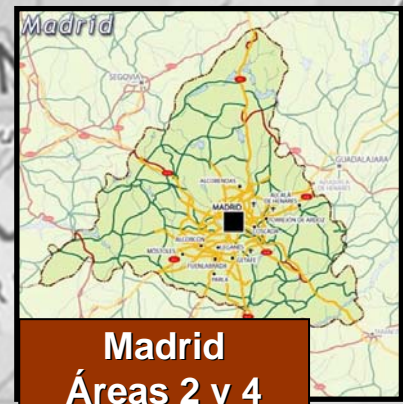 Madrid
SEGOVIA
GUADALAJARA
ALCOBENDAS
ALCALÁ
DE HENARES
MADRID
TORREJÓN DE ARDOZ
COSLADA
ALCORCÓN
LEGANÉS
MÓSTOLES
GETAFE
FUENLABRADA
PARLA
Madrid
Áreas 2 y 4